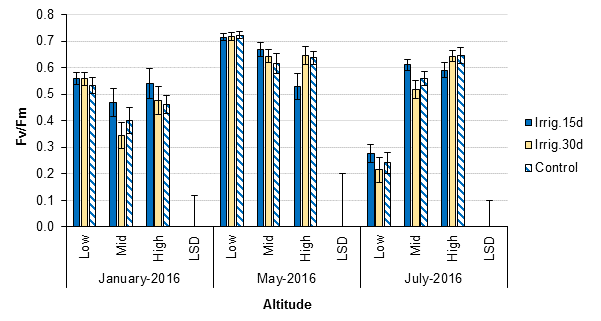 0.8
0.7
0.6
0.5
0.4
0.3
0.2
0.1
0.0
Fv/Fm
Low
Mid
High
LSD
Low
Mid
High
LSD
Low
Mid
High
LSD
January-2016
May-2016
July-2016
Altitude
Irrig.15d
Irrig.30d
Control